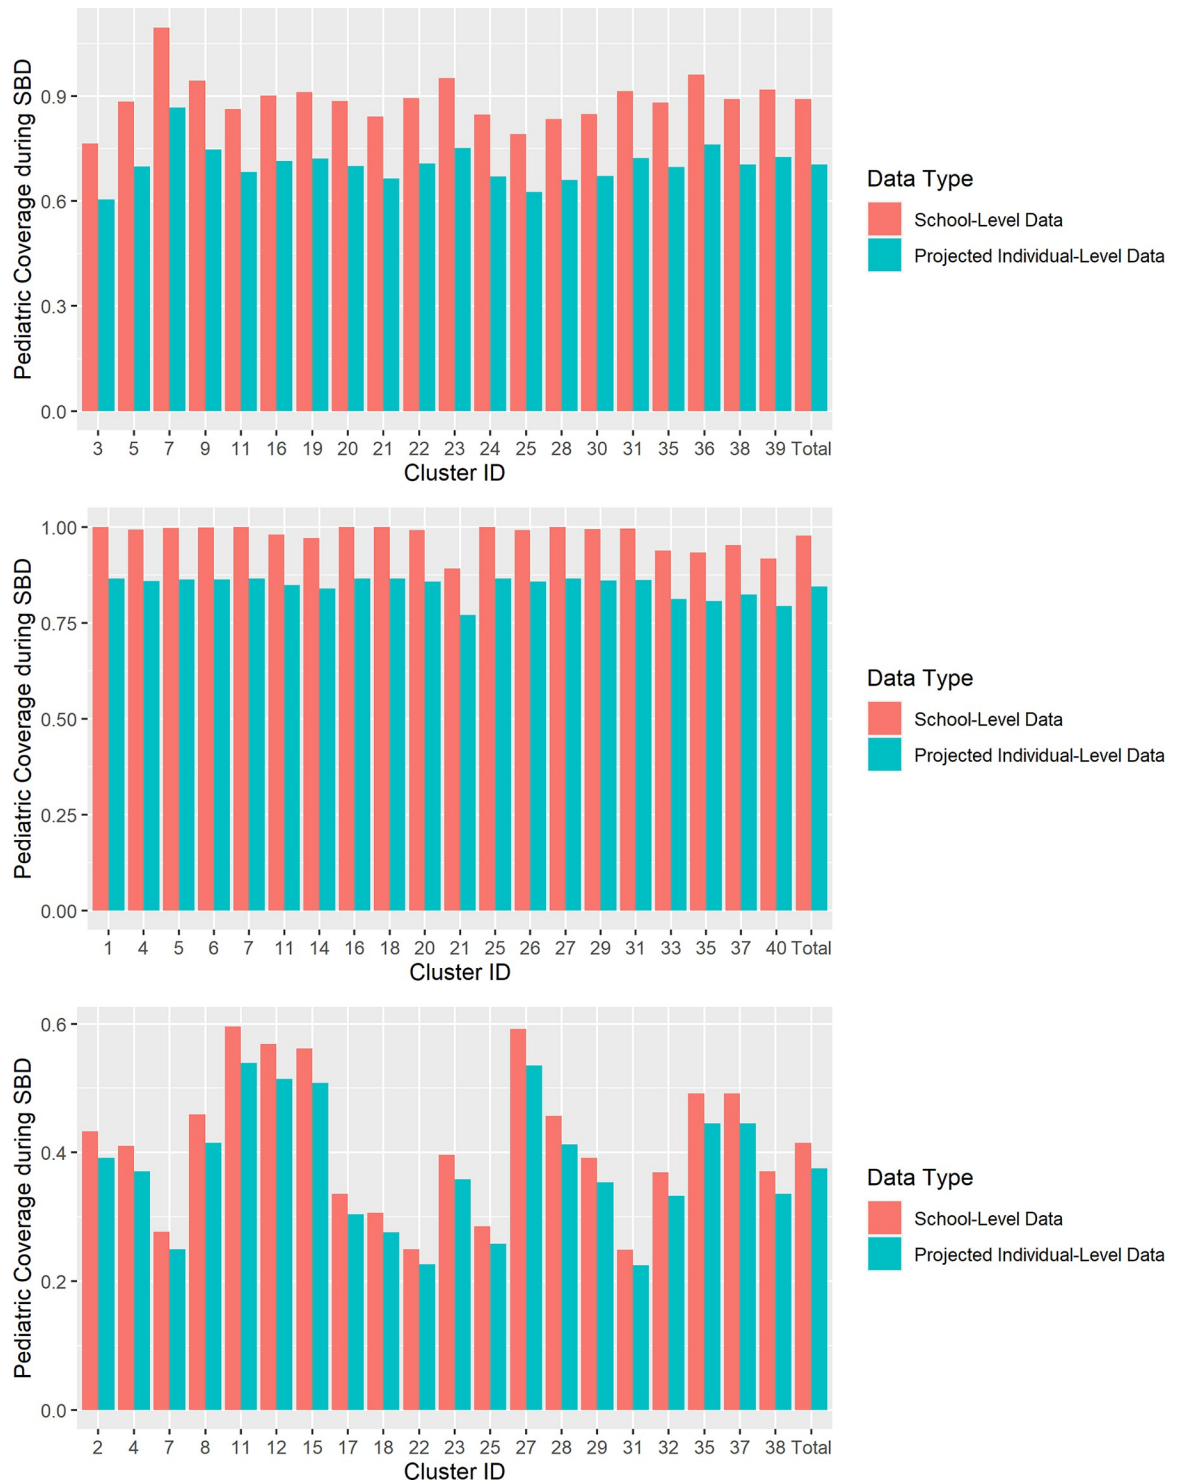 Pediatric Coverage during SBD
0.9
0.6
0.3
0.0
3 5 7 9 11 16 19 20 21 22 23 24 25 28 30 31 35 36 38 39 Total
Cluster ID
Data Type
School-Level Data
Projected Individual-Level Data
Pediatric Coverage during SBD
1.00
0.75
0.50
0.25
0.00
1 4 5 6 7 11 14 16 18 20 21 25 26 27 29 31 33 35 37 40 Total
Cluster ID
Data Type
School-Level Data
Projected Individual-Level Data
Pediatric Coverage during SBD
0.6
0.4
0.2
0.0
2 4 7 8 11 12 15 17 18 22 23 25 27 28 29 31 32 35 37 38 Total
Cluster ID
Data Type
School-Level Data
Projected Individual-Level Data